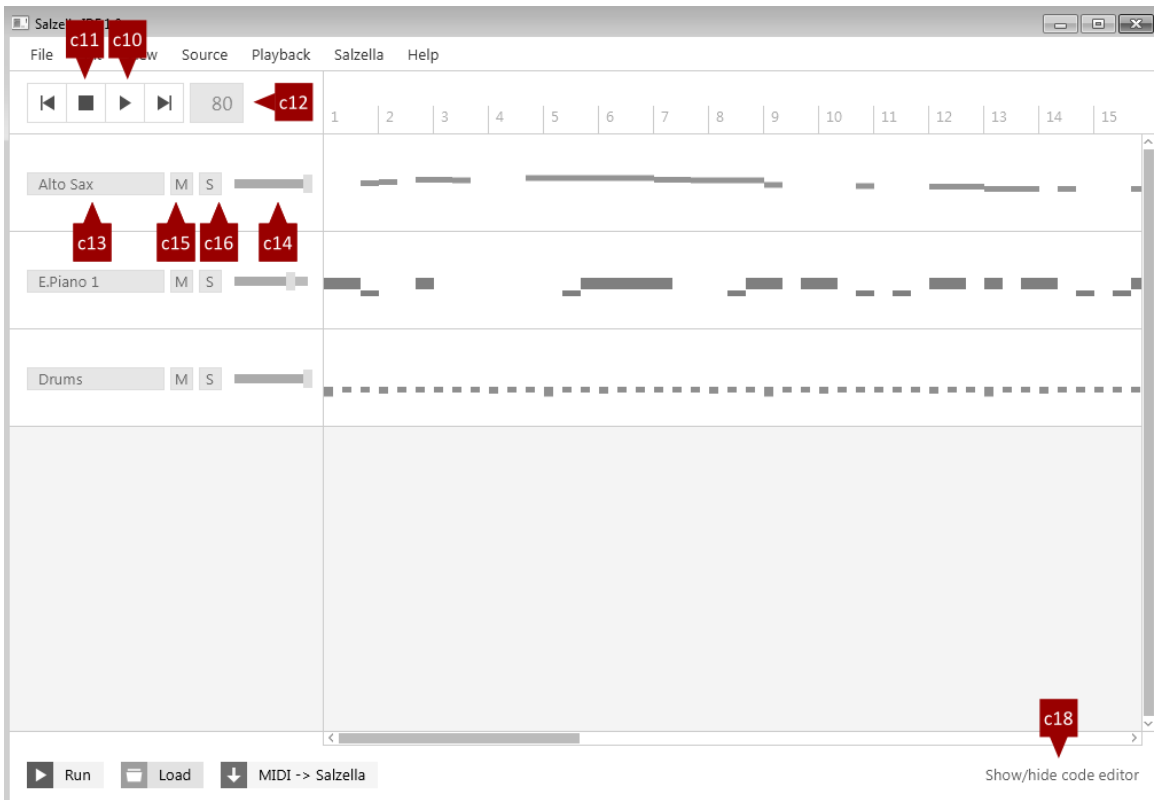 c11 c10
File Source Playback Salzella Help
80 c12
1 2 3 4 5 6 7 8 9 10 11 12 13 14 15
Alto Sax M S
c13 c15 c16 c14
E.Piano 1 M S
Drums M S
c18
Run Load MIDI -> Salzella Show/hide code editor